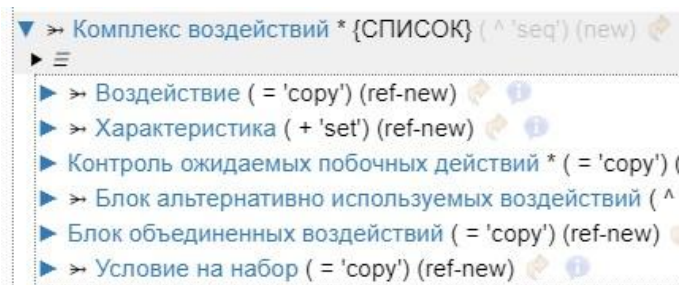 ▼ ➳ Комплекс воздействий * {СПИСОК} ( ^ 'seq') (new)
▶ ☰
▶ ➳ Воздействие ( = 'copy') (ref-new)
▶ ➳ Характеристика ( + 'set') (ref-new)
▶ Контроль ожидаемых побочных действий * ( = 'copy') (
▶ ➳ Блок альтернативно используемых воздействий ( ^
▶ Блок объединенных воздействий ( = 'copy') (ref-new)
▶ ➳ Условие на набор ( = 'copy') (ref-new)